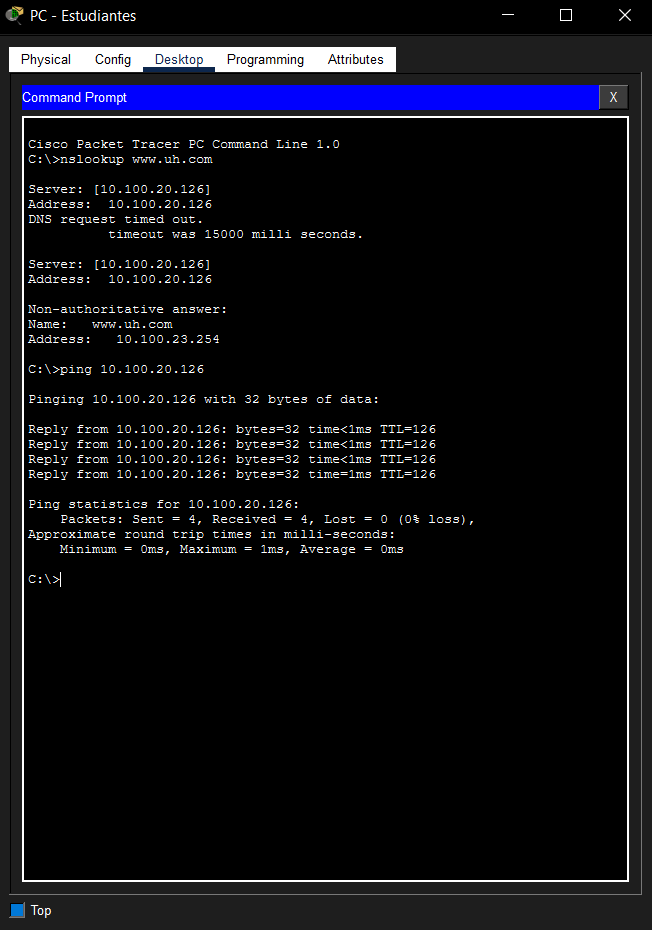 PC - Estudiantes
Physical Config Desktop Programming Attributes
Command Prompt X
Cisco Packet Tracer PC Command Line 1.0
C:\>nslookup www.uh.com
Server: [10.100.20.126]
Address:  10.100.20.126
DNS request timed out.
timeout was 15000 milli seconds.
Server: [10.100.20.126]
Address:  10.100.20.126
Non-authoritative answer:
Name:   www.uh.com
Address:   10.100.23.254
C:\>ping 10.100.20.126
Pinging 10.100.20.126 with 32 bytes of data:
Reply from 10.100.20.126: bytes=32 time<1ms TTL=126
Reply from 10.100.20.126: bytes=32 time<1ms TTL=126
Reply from 10.100.20.126: bytes=32 time<1ms TTL=126
Reply from 10.100.20.126: bytes=32 time=1ms TTL=126
Ping statistics for 10.100.20.126:
Packets: Sent = 4, Received = 4, Lost = 0 (0% loss),
Approximate round trip times in milli-seconds:
Minimum = 0ms, Maximum = 1ms, Average = 0ms
C:\>
Top